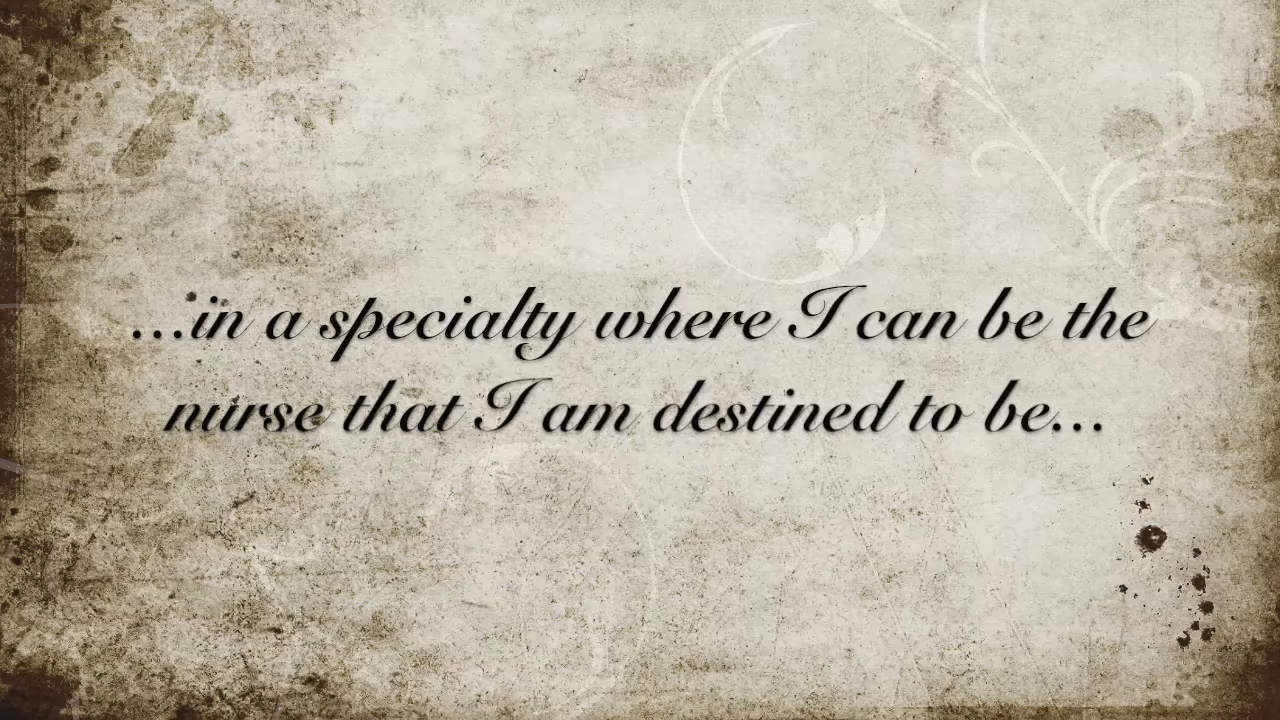 ...in a specialty where I can be the
nurse that I am destined to be...